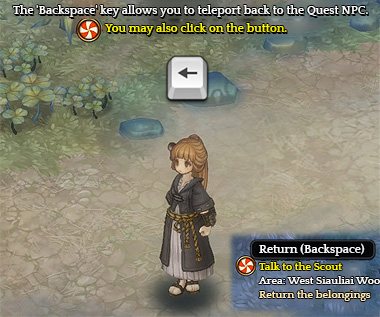 The 'Backspace' key allows you to teleport back to the Quest NPC.
You may also click on the button.
Return (Backspace)
Talk to the Scout
Area: West Siauliai Woo
Return the belongings